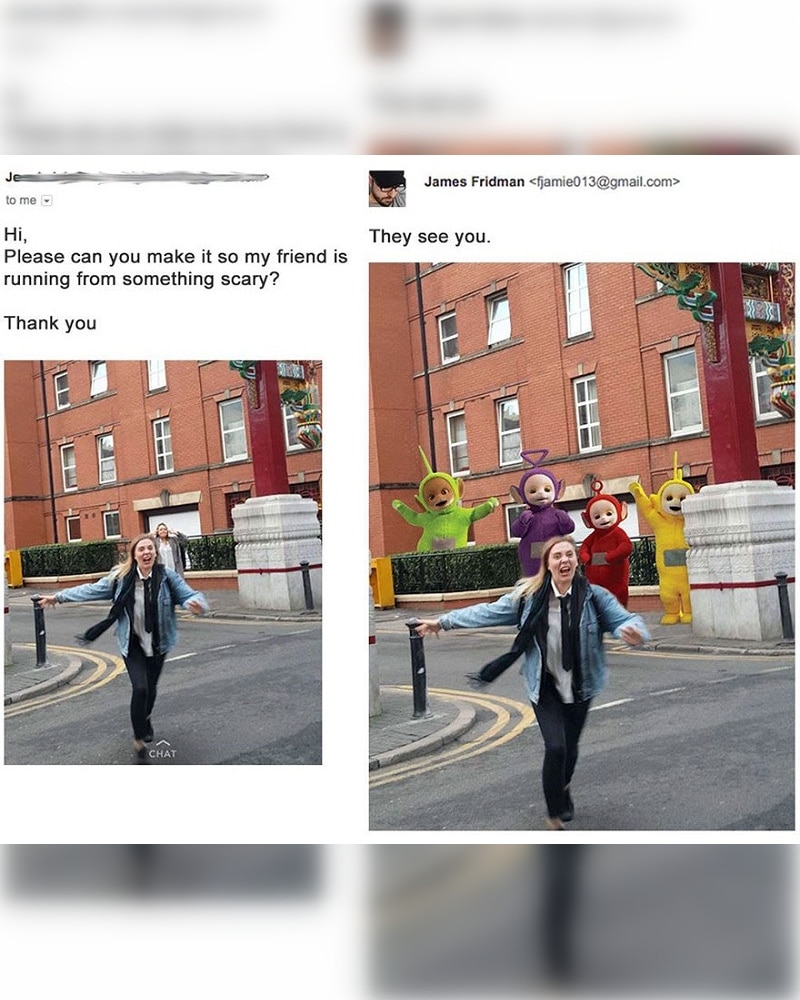 Je
to me
Hi,
Please can you make it so my friend is
running from something scary?
Thank you
CHAT
James Fridman <fjamie013@gmail.com>
They see you.